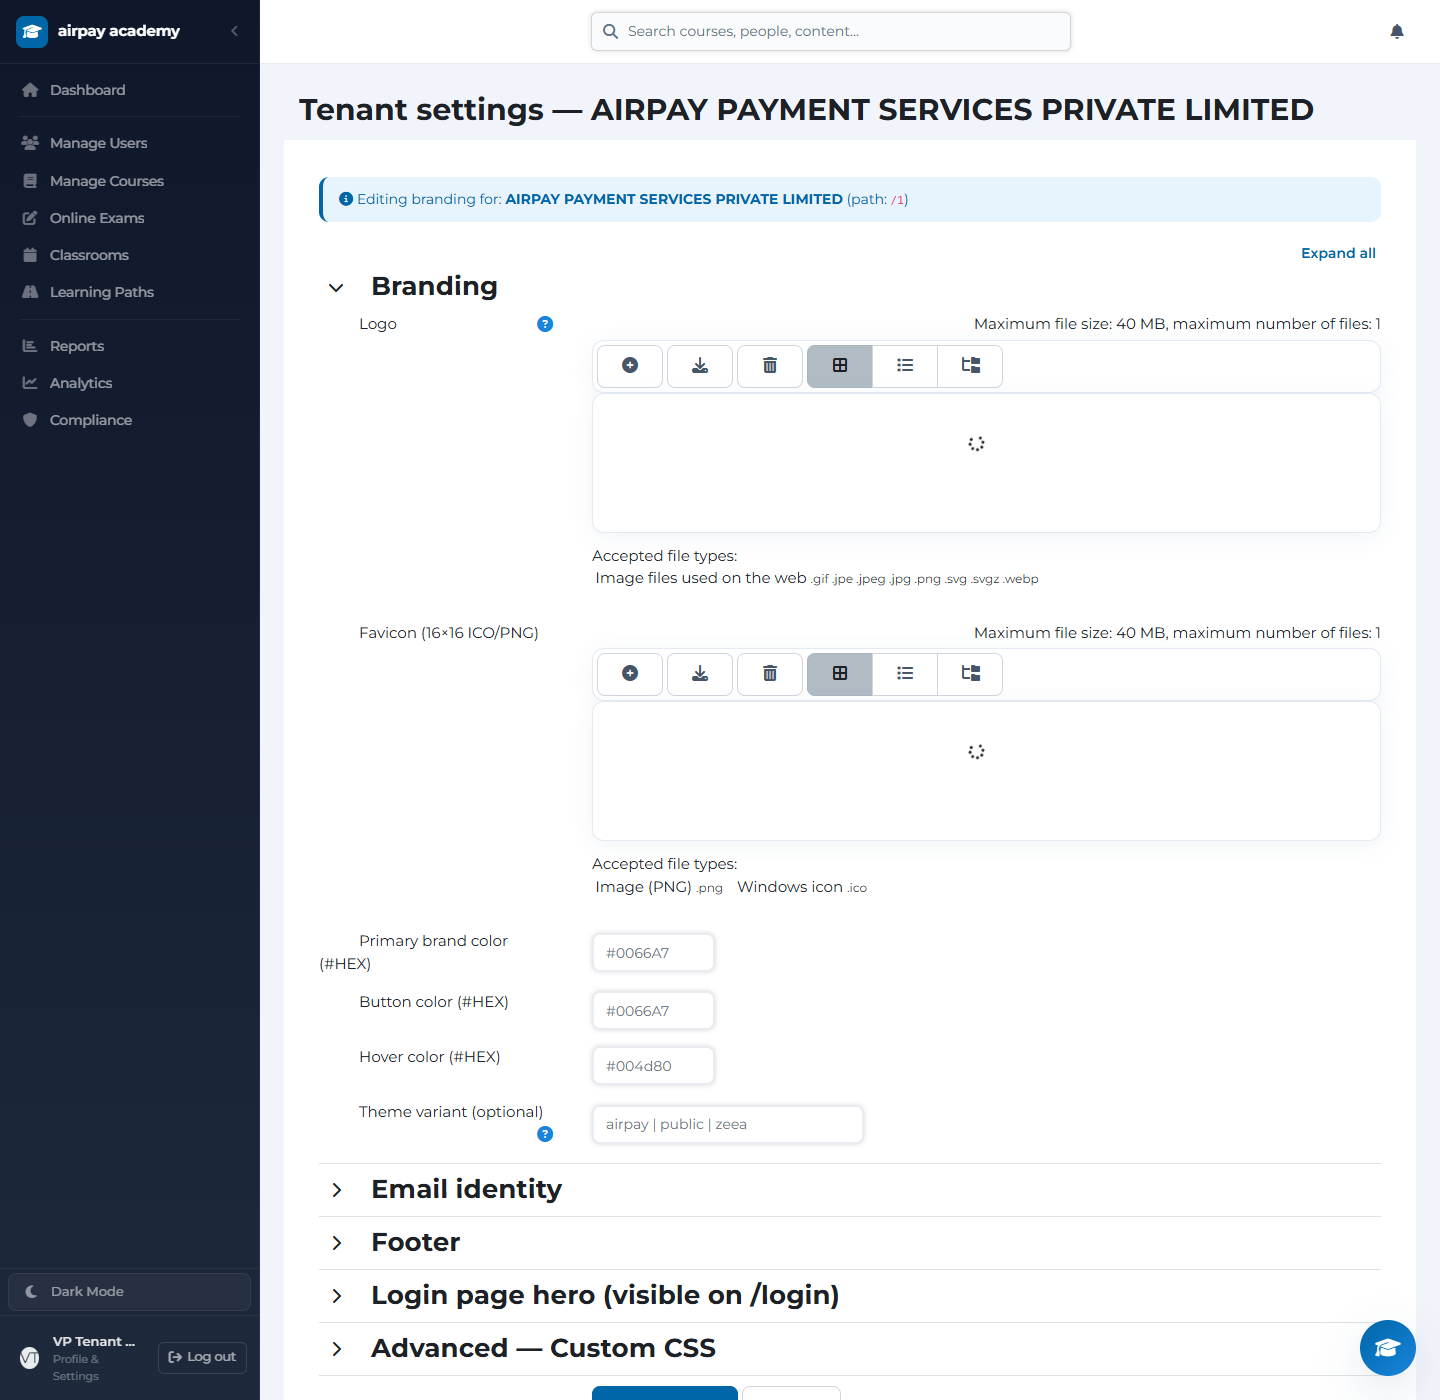 airpay academy
Search courses, people, content...
Dashboard
Manage Users
Manage Courses
Online Exams
Classrooms
Learning Paths
Reports
Analytics
Compliance
Dark Mode
VP Tenant ...
Profile &
Settings
VT
Log out
Tenant settings — AIRPAY PAYMENT SERVICES PRIVATE LIMITED
Editing branding for: AIRPAY PAYMENT SERVICES PRIVATE LIMITED (path: /1)
Expand all
Branding
Logo
Maximum file size: 40 MB, maximum number of files: 1
Accepted file types:
Image files used on the web .gif .jpe .jpeg .jpg .png .svg .svgz .webp
Favicon (16×16 ICO/PNG)
Maximum file size: 40 MB, maximum number of files: 1
Accepted file types:
Image (PNG) .png Windows icon .ico
Primary brand color
(#HEX)
#0066A7
Button color (#HEX)
#0066A7
Hover color (#HEX)
#004d80
Theme variant (optional)
airpay | public | zeea
Email identity
Footer
Login page hero (visible on /login)
Advanced — Custom CSS